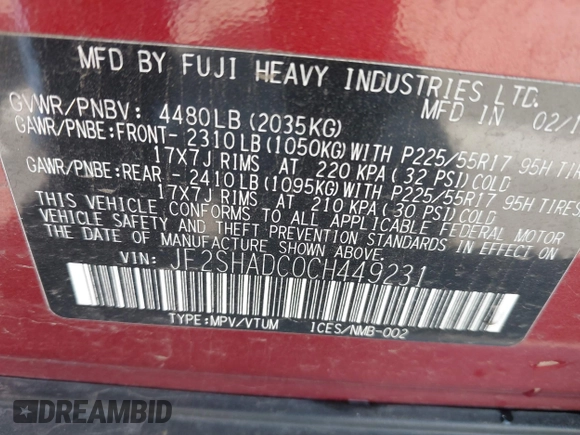 MFD BY FUJI HEAVY INDUSTRIES LTD.
GVWR/PNBV: 4480LB(2035KG) MFD IN 02/1
GAWR/PNBE:FRONT- 2310LB(1050KG)WITH P225/55R17 95H TIRE
17X7J RIMS AT 220 KPA(32 PSI)COLD
GAWR/PNBE:REAR - 2410LB(1095KG)WITH P225/55R17 95H TIRES
17X7J RIMS AT 210 KPA(30 PSI)COLD
THIS VEHICLE CONFORMS TO ALL APPLICABLE FEDERAL MOTOR
VEHICLE SAFETY AND THEFT PREVENTION STANDARDS IN EFFECT ON
THE DATE OF MANUFACTURE SHOWN ABOVE.
VIN: JF2SHADC0CH449231
TYPE:MPV/VTUM ICES/NMB-002
DREAMBID